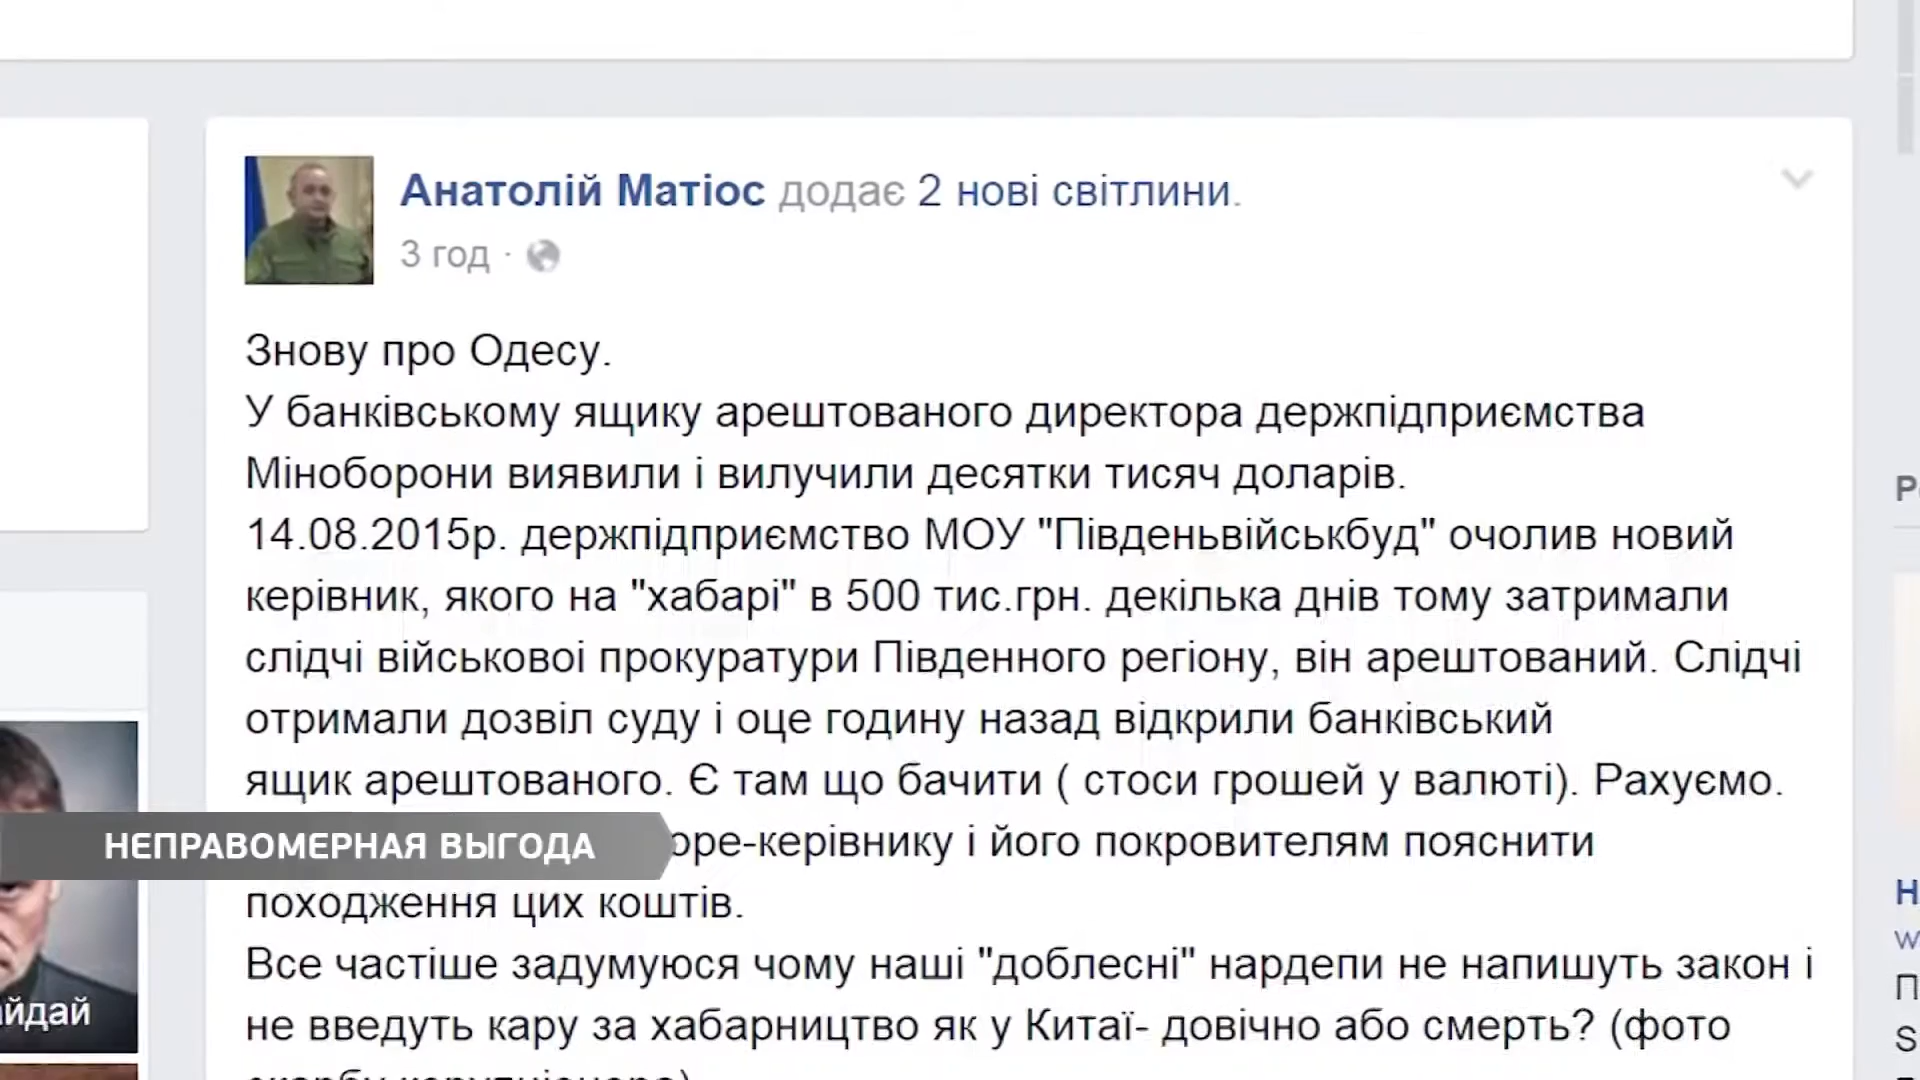 Анатолій Матіос додає 2 нові світлини.
3 год ·
Знову про Одесу.
У банківському ящику арештованого директора держпідприємства
Міноборони виявили і вилучили десятки тисяч доларів.
14.08.2015р. держпідприємство МОУ "Південьвійськбуд" очолив новий
керівник, якого на "хабарі" в 500 тис.грн. декілька днів тому затримали
слідчі військовоі прокуратури Південного регіону, він арештований. Слідчі
отримали дозвіл суду і оце годину назад відкрили банківський
ящик арештованого. Є там що бачити ( стоси грошей у валюті). Рахуємо.
НЕПРАВОМЕРНАЯ ВЫГОДА
оре-керівнику і його покровителям пояснити
походження цих коштів.
Все частіше задумуюся чому наші "доблесні" нардепи не напишуть закон і
не введуть кару за хабарництво як у Китаї- довічно або смерть? (фото